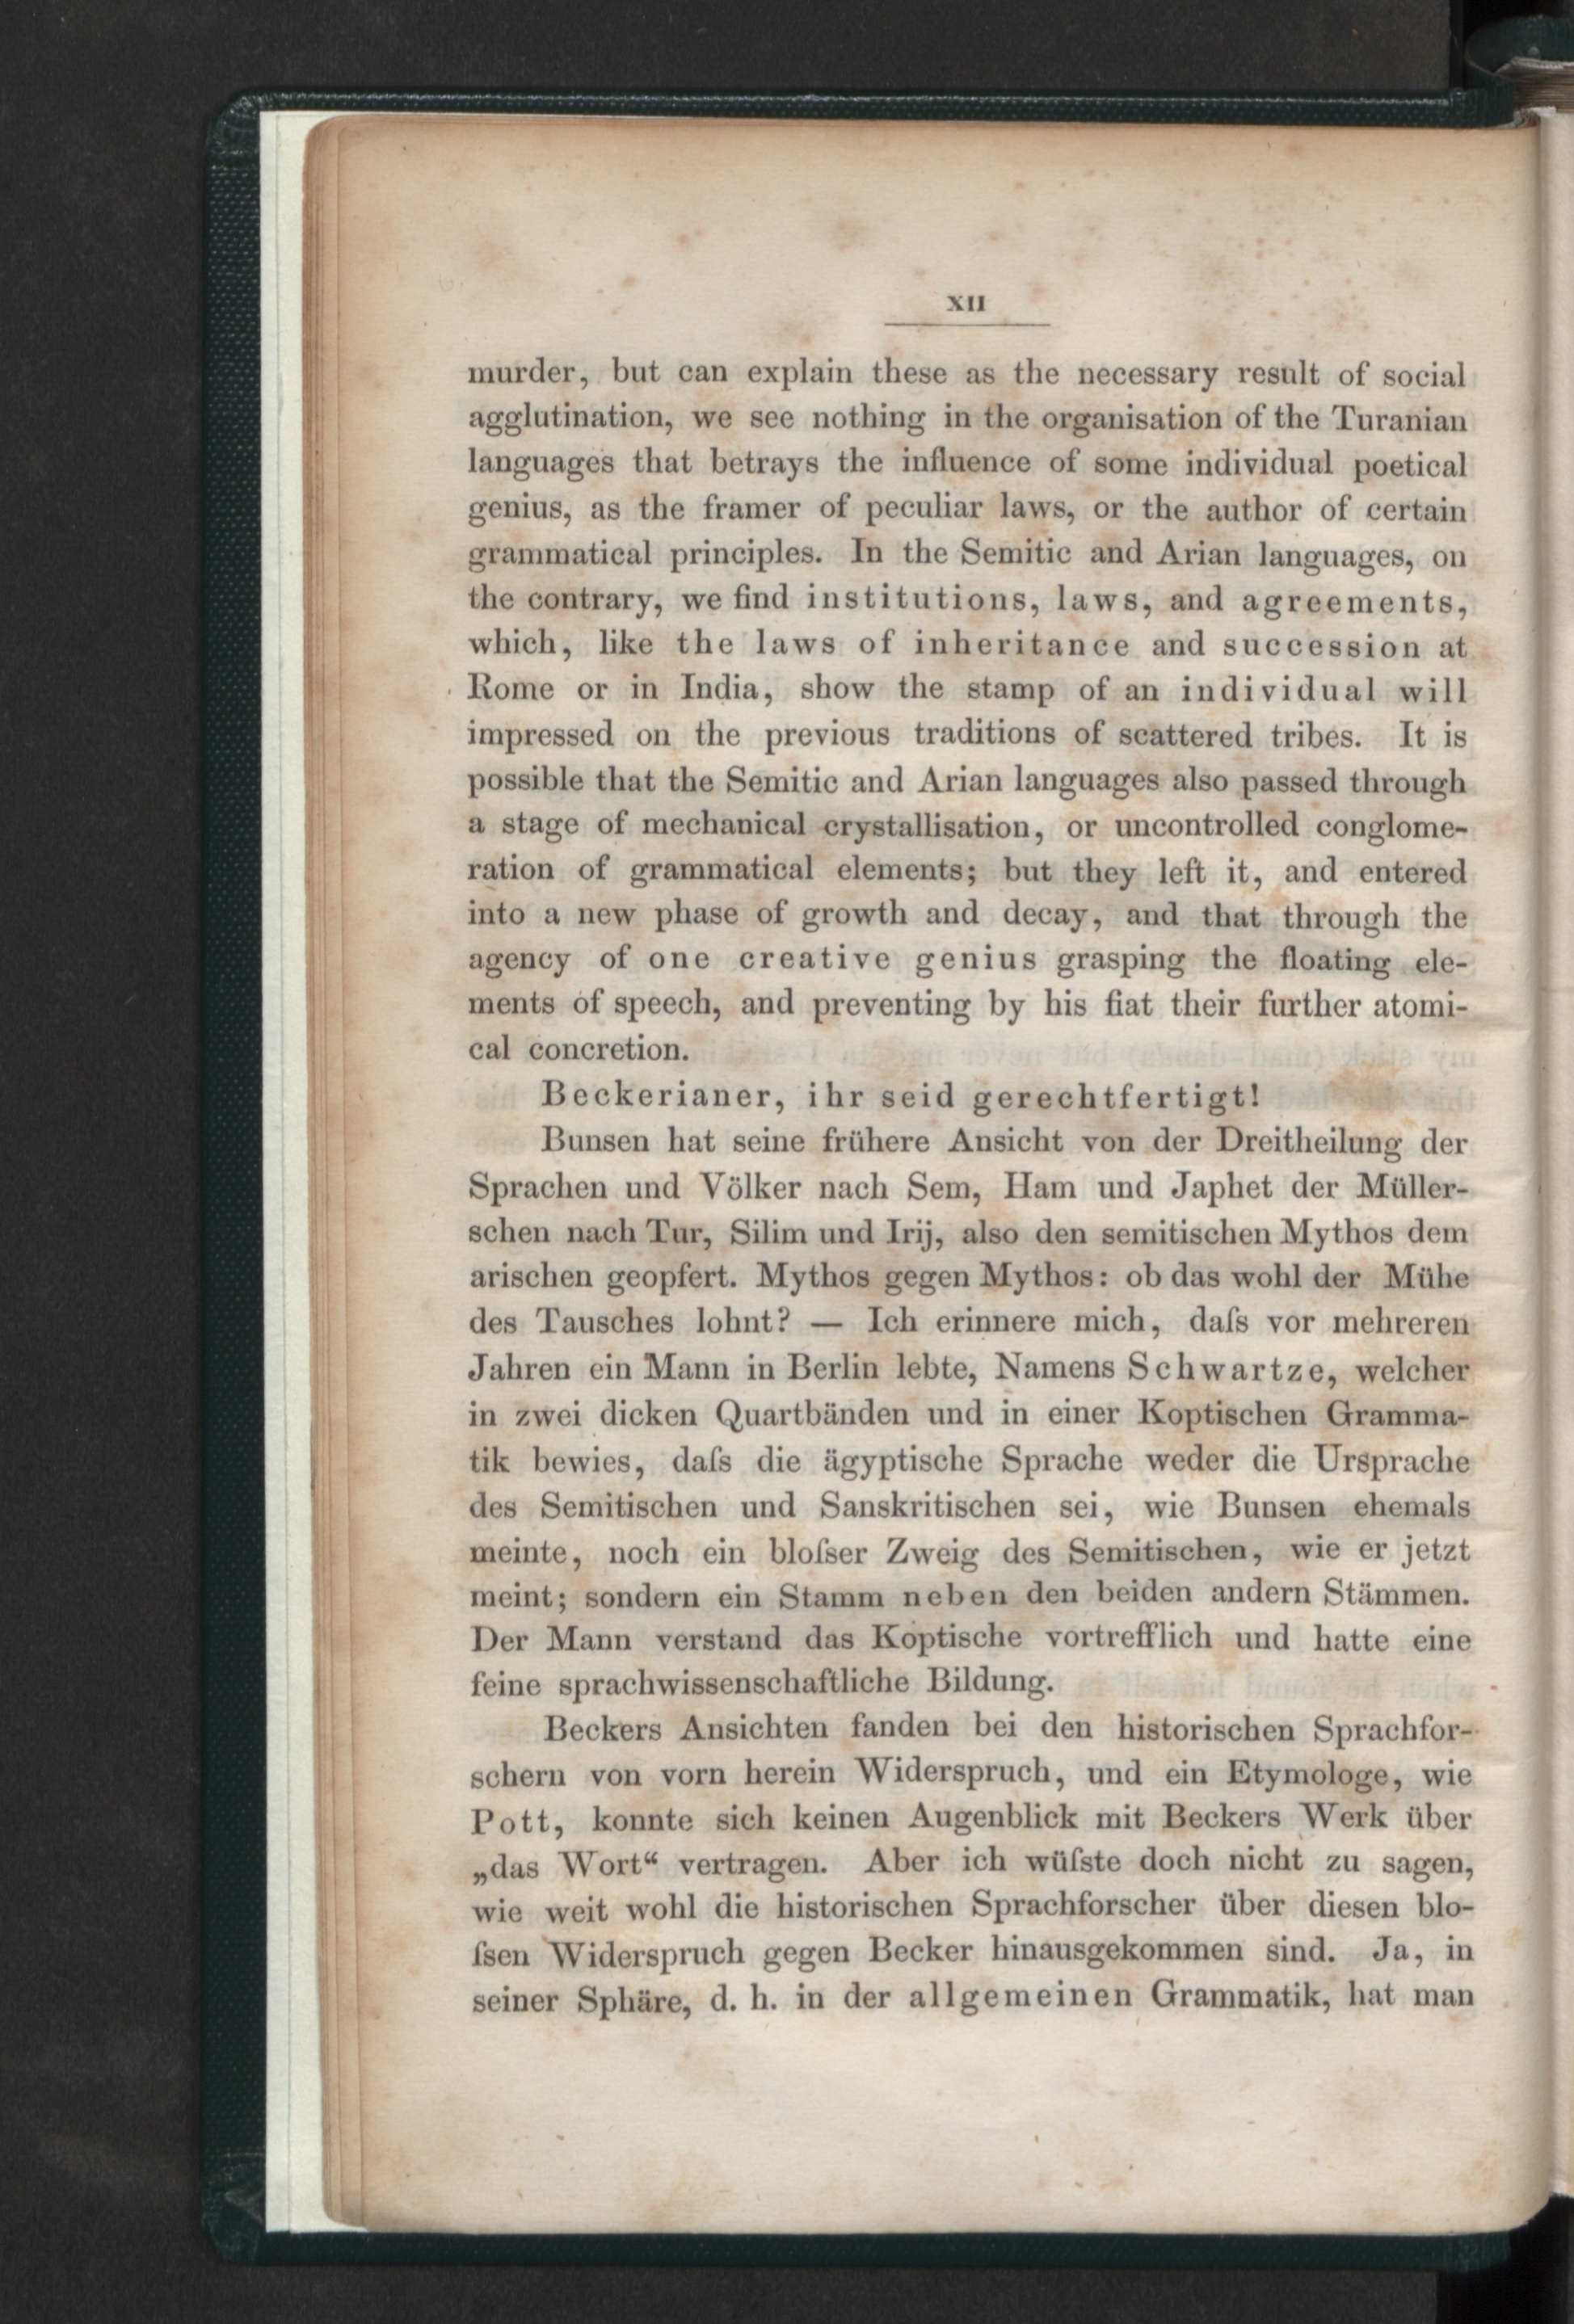 XII
murder, but can explain these as the necessary result of social
agglutination, we see nothing in the organisation of the Turanian
languages that betrays the influence of some individual poetical
genius, as the framer of peculiar laws, or the author of certain
grammatical principles. In the Semitic and Arian languages, on
the contrary, we find institutions, laws, and agreements,
which, like the laws of inheritance and succession at
Rome or in India, show the stamp of an individual will
impressed on the previous traditions of scattered tribes. It is
possible that the Semitic and Arian languages also passed through
a stage of mechanical crystallisation, or uncontrolled conglome-
ration of grammatical elements; but they left it, and entered
into a new phase of growth and decay, and that through the
agency of one creative genius grasping the floating ele-
ments of speech, and preventing by his fiat their further atomi-
cal concretion.
Beckerianer, ihr seid gerechtfertigt!
Bunsen hat seine frühere Ansicht von der Dreitheilung der
Sprachen und Völker nach Sem, Ham und Japhet der Müller-
schen nach Tur, Silim und Irij, also den semitischen Mythos dem
arischen geopfert. Mythos gegen Mythos: ob das wohl der Mühe
des Tausches lohnt? — Ich erinnere mich, daſs vor mehreren
Jahren ein Mann in Berlin lebte, Namens Schwartze, welcher
in zwei dicken Quartbänden und in einer Koptischen Gramma-
tik bewies, daſs die ägyptische Sprache weder die Ursprache
des Semitischen und Sanskritischen sei, wie Bunsen ehemals
meinte, noch ein bloſser Zweig des Semitischen, wie er jetzt
meint; sondern ein Stamm neben den beiden andern Stämmen.
Der Mann verstand das Koptische vortrefflich und hatte eine
feine sprachwissenschaftliche Bildung.
Beckers Ansichten fanden bei den historischen Sprachfor-
schern von vorn herein Widerspruch, und ein Etymologe, wie
Pott, konnte sich keinen Augenblick mit Beckers Werk über
„das Wort“ vertragen. Aber ich wüſste doch nicht zu sagen,
wie weit wohl die historischen Sprachforscher über diesen blo-
ſsen Widerspruch gegen Becker hinausgekommen sind. Ja, in
seiner Sphäre, d. h. in der allgemeinen Grammatik, hat man